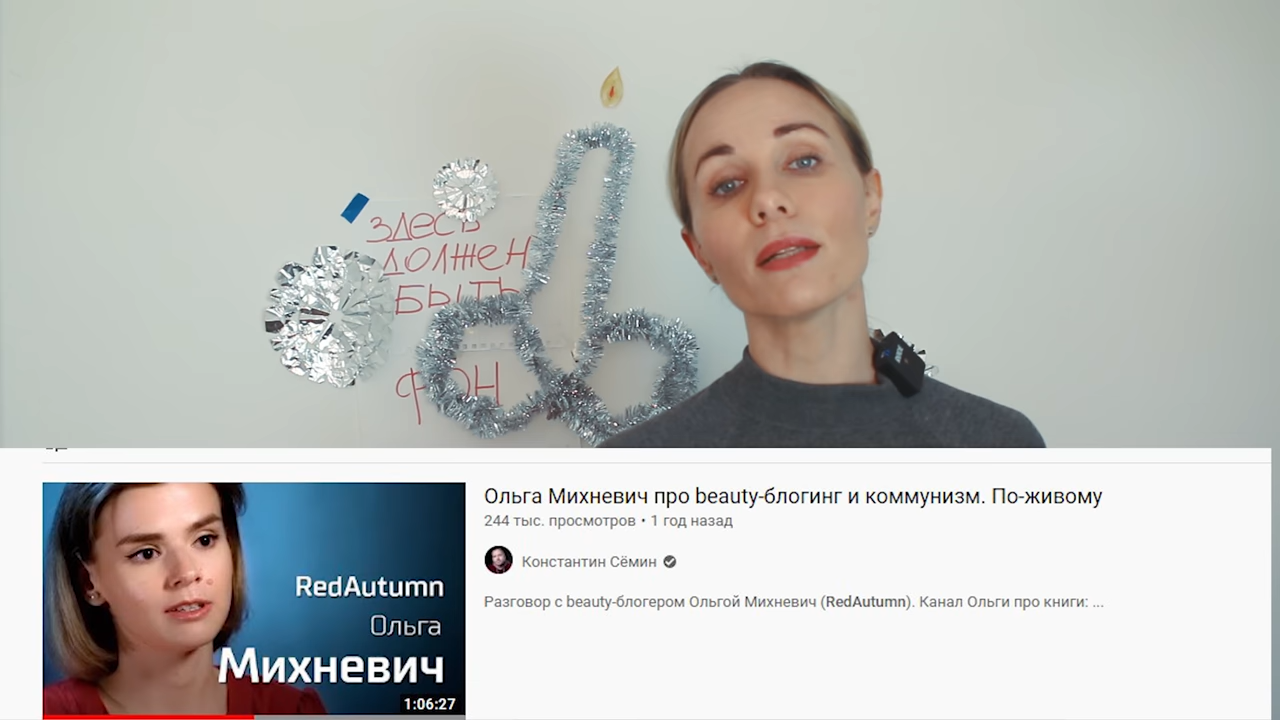 ЗДЕСЬ
ДОЛЖЕН
БЫТЬ
ФОН
RedAutumn
Ольга
Михневич
1:06:27
Ольга Михневич про beauty-блогинг и коммунизм. По-живому
244 тыс. просмотров • 1 год назад
Константин Сёмин
Разговор с beauty-блогером Ольгой Михневич (RedAutumn). Канал Ольги про книги: ...